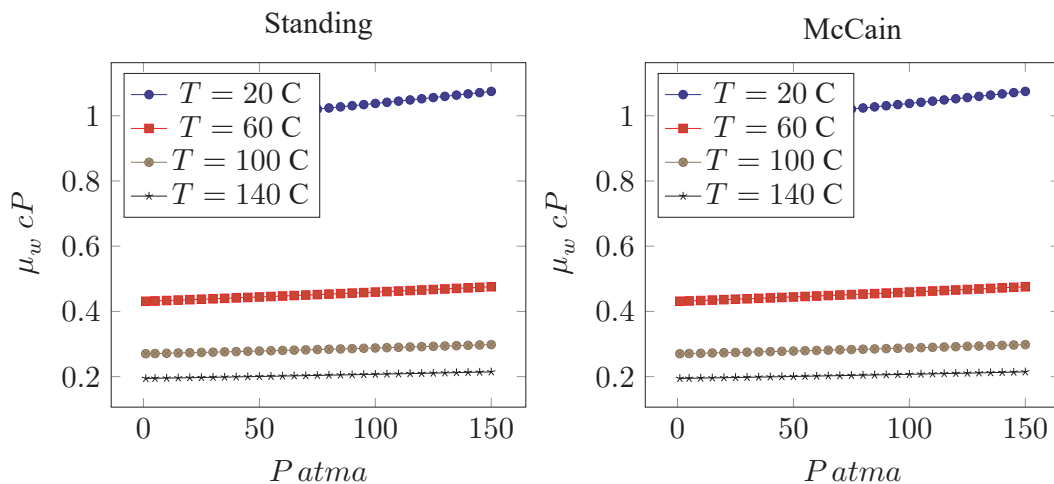 Standing
T = 20 C
T = 60 C
T = 100 C
T = 140 C
1
0.8
0.6
0.4
0.2
μ_w cP
0 50 100 150
P atma
McCain
T = 20 C
T = 60 C
T = 100 C
T = 140 C
1
0.8
0.6
0.4
0.2
μ_w cP
0 50 100 150
P atma